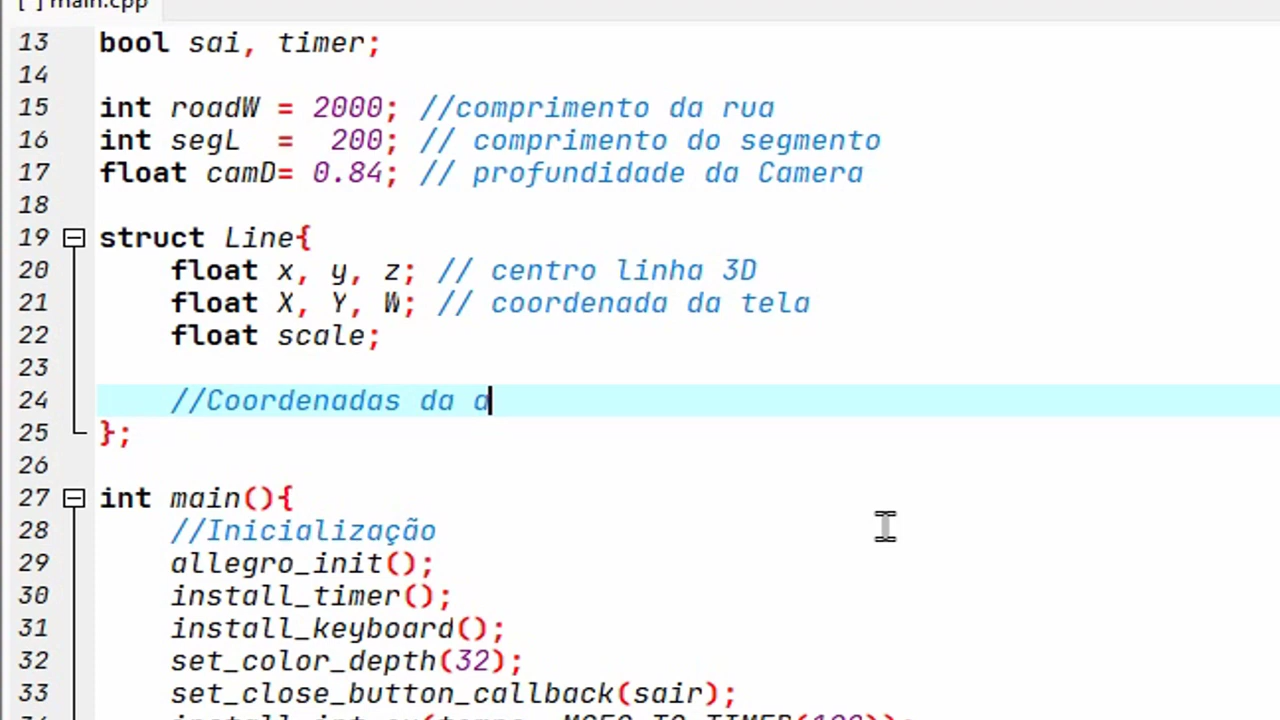 [ ] main.cpp
13 bool sai, timer;
14
15 int roadW = 2000; //comprimento da rua
16 int segL  =  200; // comprimento do segmento
17 float camD= 0.84; // profundidade da Camera
18
19 struct Line{
20     float x, y, z; // centro linha 3D
21     float X, Y, W; // coordenada da tela
22     float scale;
23
24     //Coordenadas da a
25 };
26
27 int main(){
28     //Inicialização
29     allegro_init();
30     install_timer();
31     install_keyboard();
32     set_color_depth(32);
33     set_close_button_callback(sair);